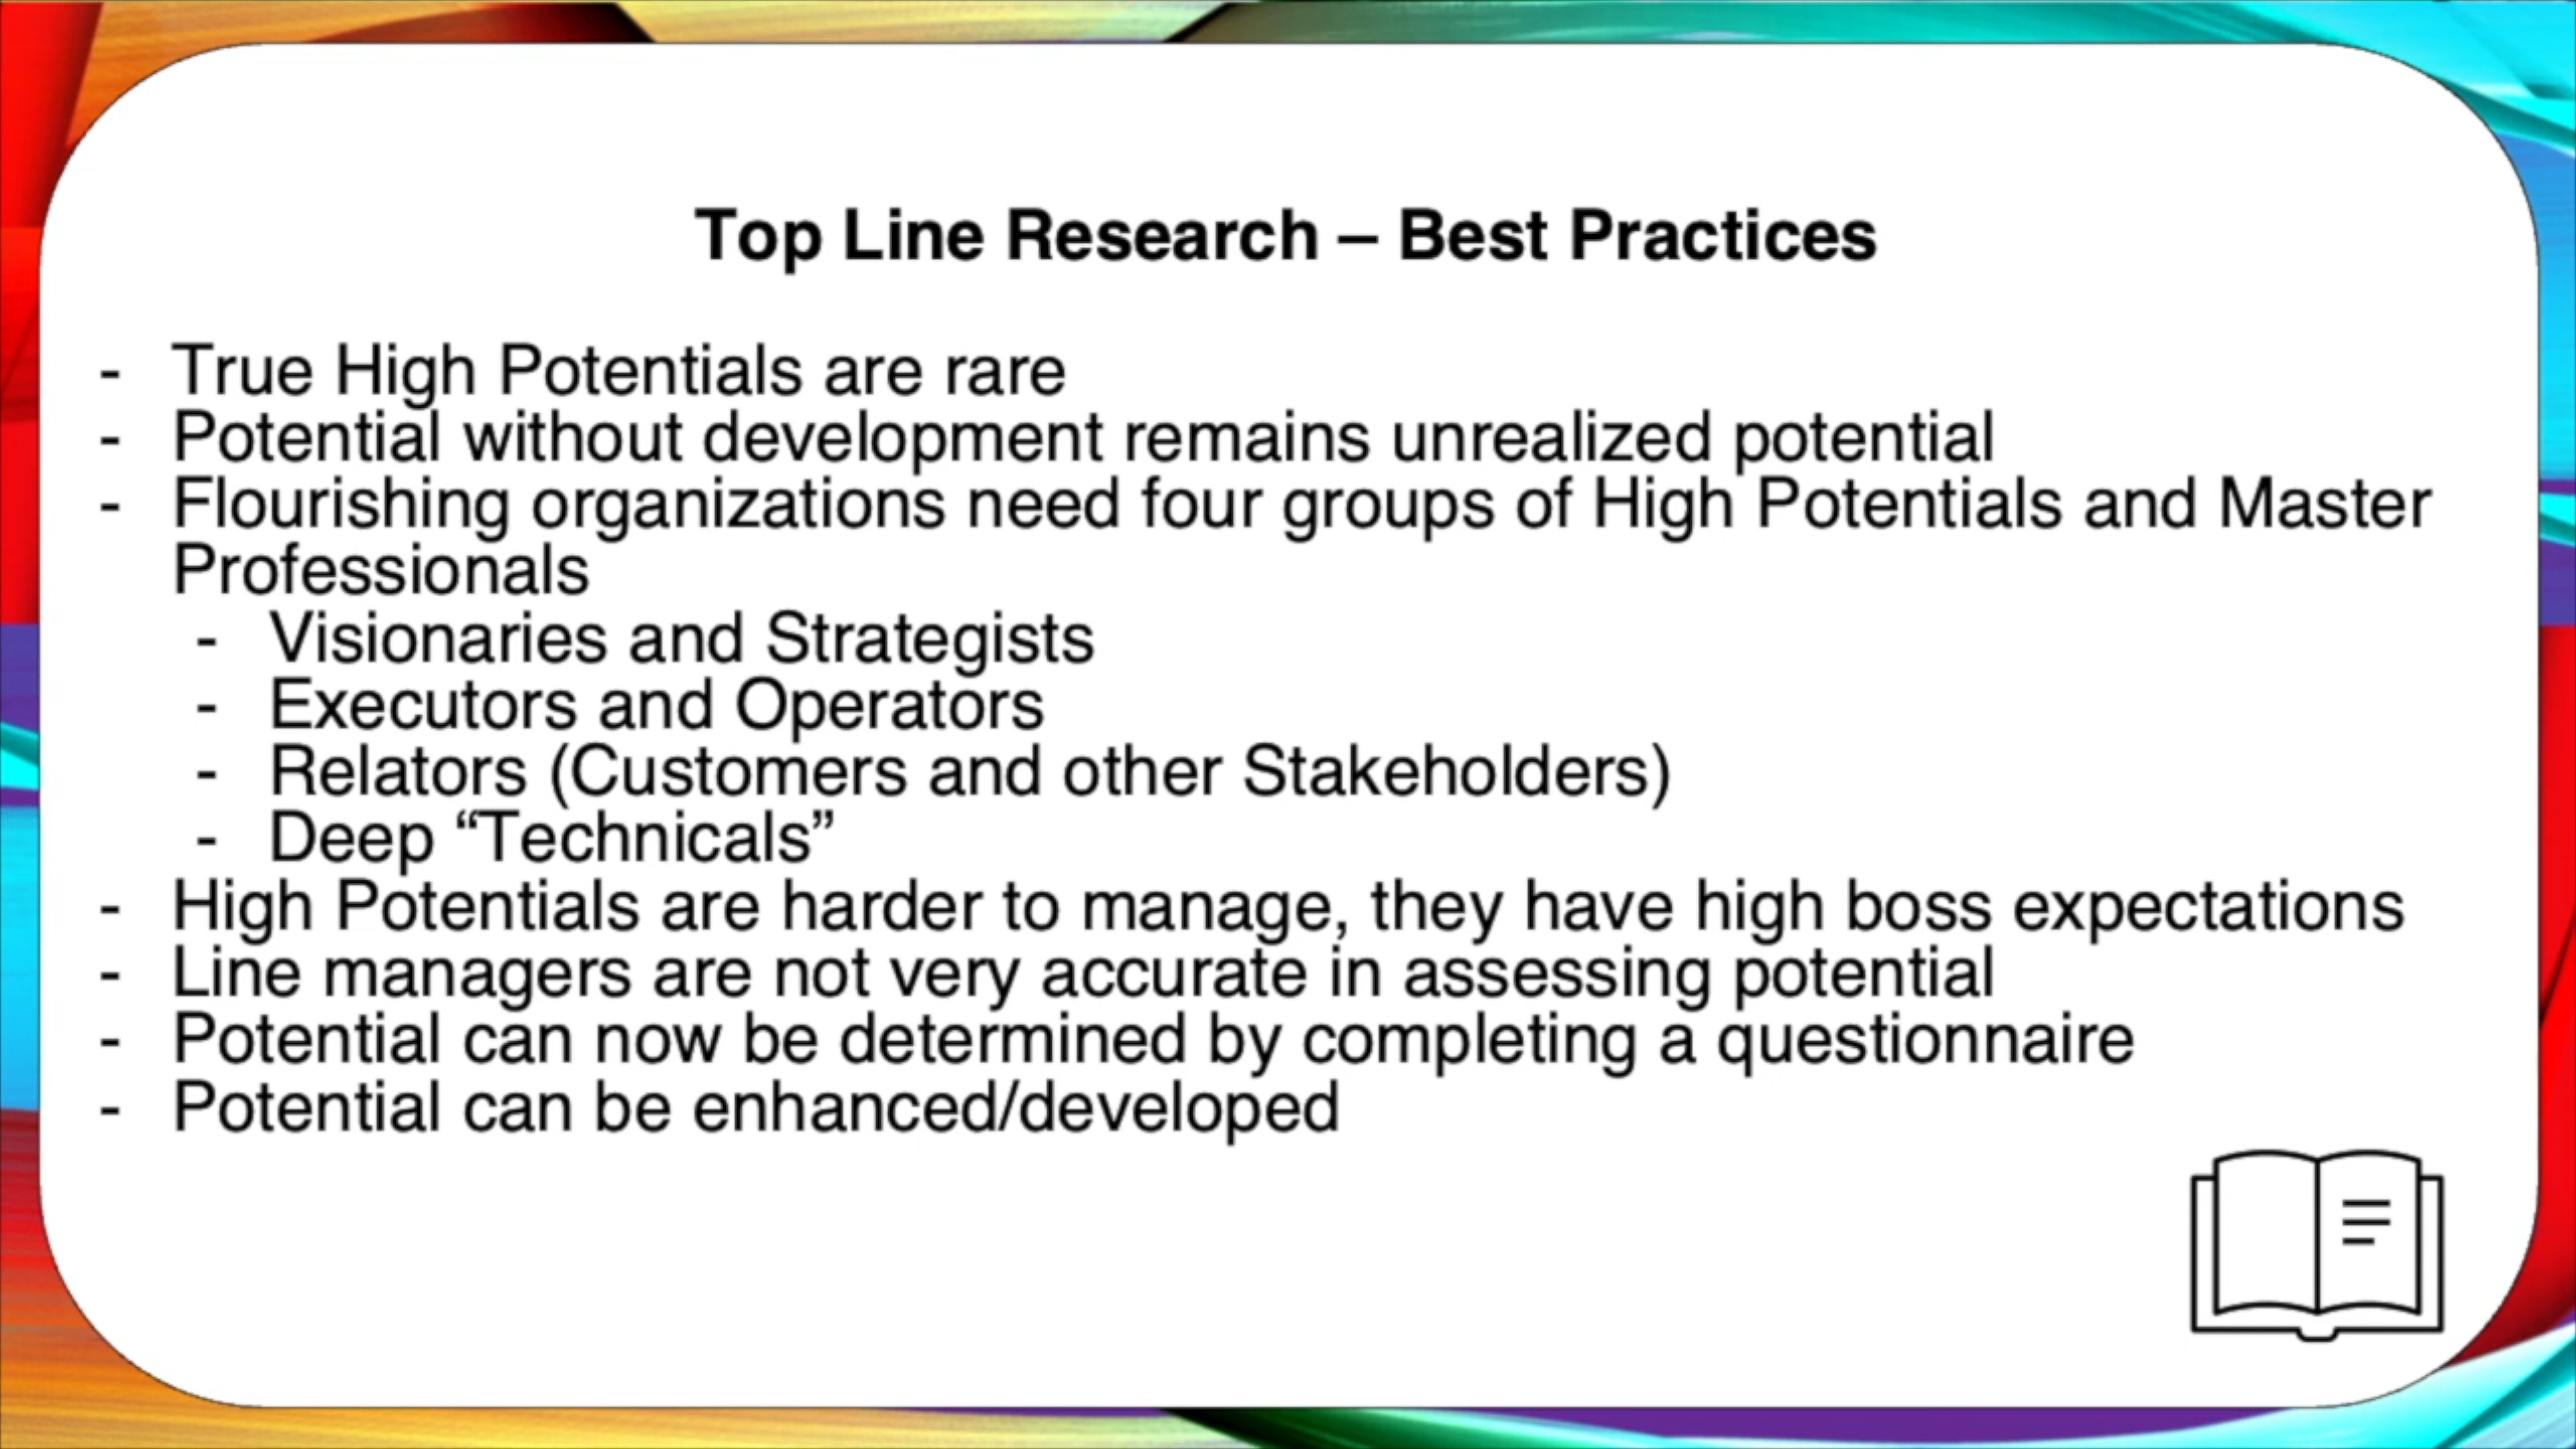 Top Line Research – Best Practices
- True High Potentials are rare
- Potential without development remains unrealized potential
- Flourishing organizations need four groups of High Potentials and Master
Professionals
- Visionaries and Strategists
- Executors and Operators
- Relators (Customers and other Stakeholders)
- Deep “Technicals”
- High Potentials are harder to manage, they have high boss expectations
- Line managers are not very accurate in assessing potential
- Potential can now be determined by completing a questionnaire
- Potential can be enhanced/developed